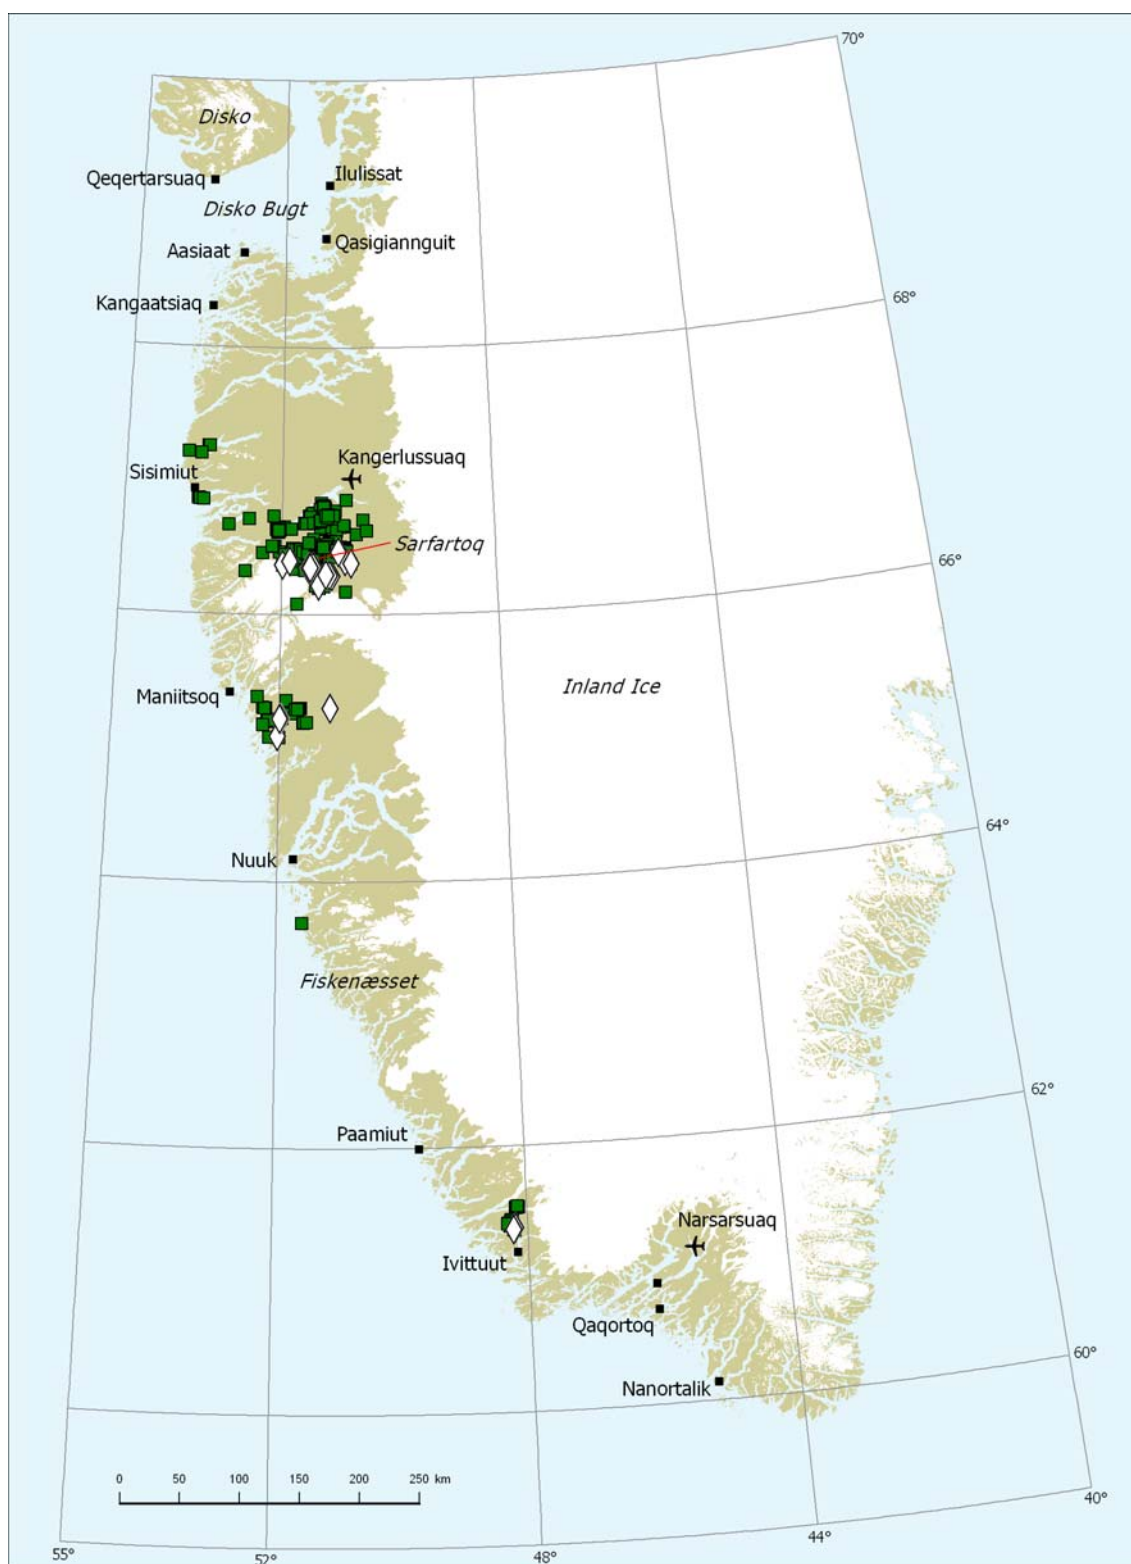 70°
Disko
Qeqertarsuaq
Ilulissat
Disko Bugt
Aasiaat
Qasigiannguit
Kangaatsiaq
68°
Kangerlussuaq
Sisimiut
Sarfartoq
66°
Maniitsoq
Inland Ice
64°
Nuuk
Fiskenæsset
62°
Paamiut
Narsarsuaq
Ivittuut
Qaqortoq
60°
Nanortalik
0 50 100 150 200 250 km
40°
44°
55° 52° 48°